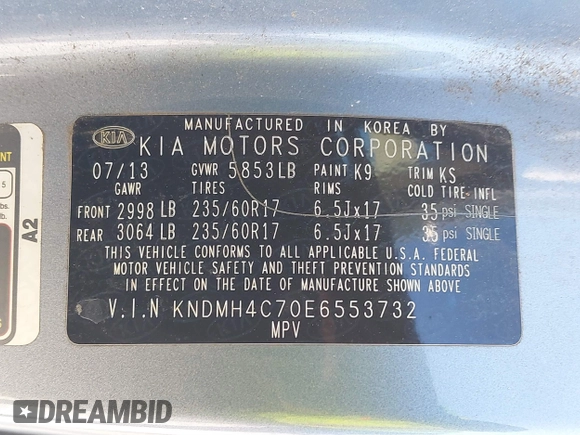 MANUFACTURED IN KOREA BY
KIA KIA MOTORS CORPORATION
07/13 GVWR 5853LB PAINT K9 TRIM KS
GAWR TIRES RIMS COLD TIRE-INFL
FRONT 2998 LB 235/60R17 6.5Jx17 35 psi SINGLE
REAR 3064 LB 235/60R17 6.5Jx17 35 psi SINGLE
THIS VEHICLE CONFORMS TO ALL APPLICABLE U.S.A. FEDERAL
MOTOR VEHICLE SAFETY AND THEFT PREVENTION STANDARDS
IN EFFECT ON THE DATE OF MANUFACTURE SHOWN ABOVE
V.I.N KNDMH4C70E6553732
MPV
A2
5
DREAMBID